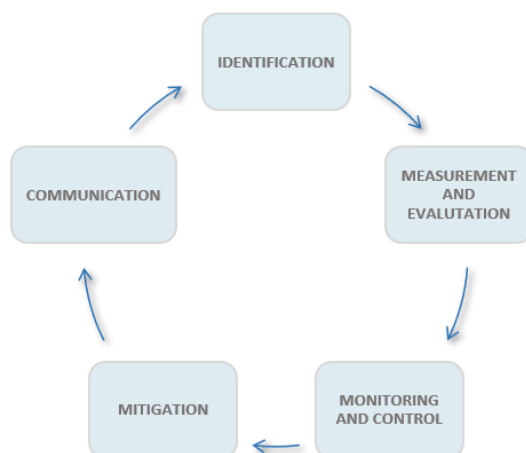 IDENTIFICATION
MEASUREMENT
AND
EVALUTATION
MONITORING
AND CONTROL
MITIGATION
COMMUNICATION